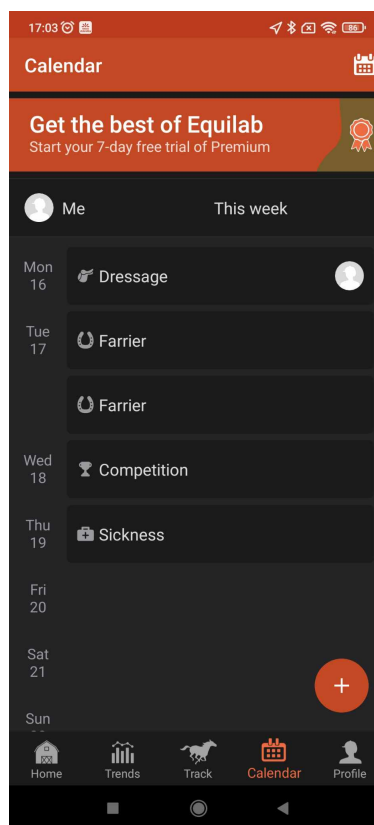 17:03
86
Calendar
Get the best of Equilab
Start your 7-day free trial of Premium
Me
This week
Mon
16
Dressage
Tue
17
Farrier
Farrier
Wed
18
Competition
Thu
19
Sickness
Fri
20
Sat
21
+
Sun
Home
Trends
Track
Calendar
Profile